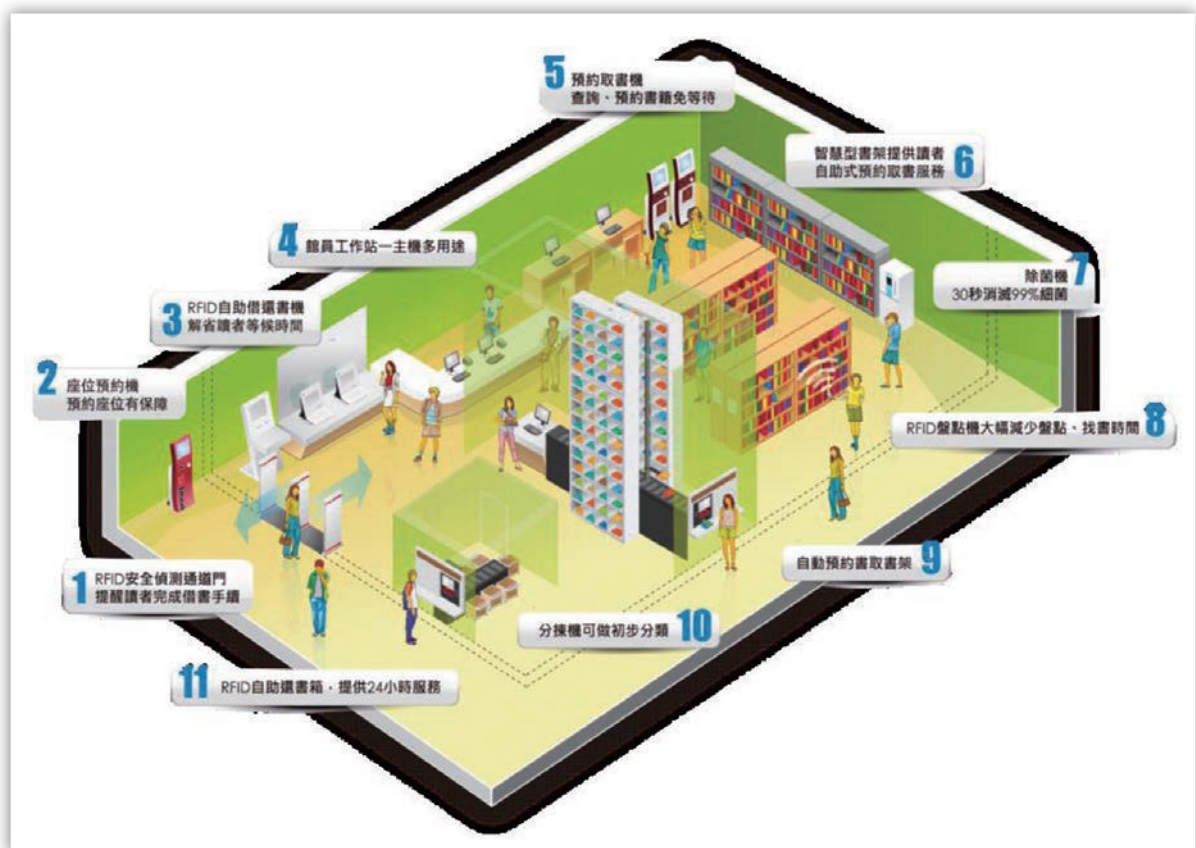 5 預約取書機
查詢、預約書籍免等待
智慧型書架提供讀者
自助式預約取書服務 6
4 館員工作站一主機多用途
除菌機
30秒消滅99%細菌 7
3 RFID自助借還書機
解省讀者等候時間
2 座位預約機
預約座位有保障
RFID盤點機大幅減少盤點、找書時間 8
自動預約書取書架 9
1 RFID安全偵測通道門
提醒讀者完成借書手續
分揀機可做初步分類 10
11 RFID自助還書箱，提供24小時服務